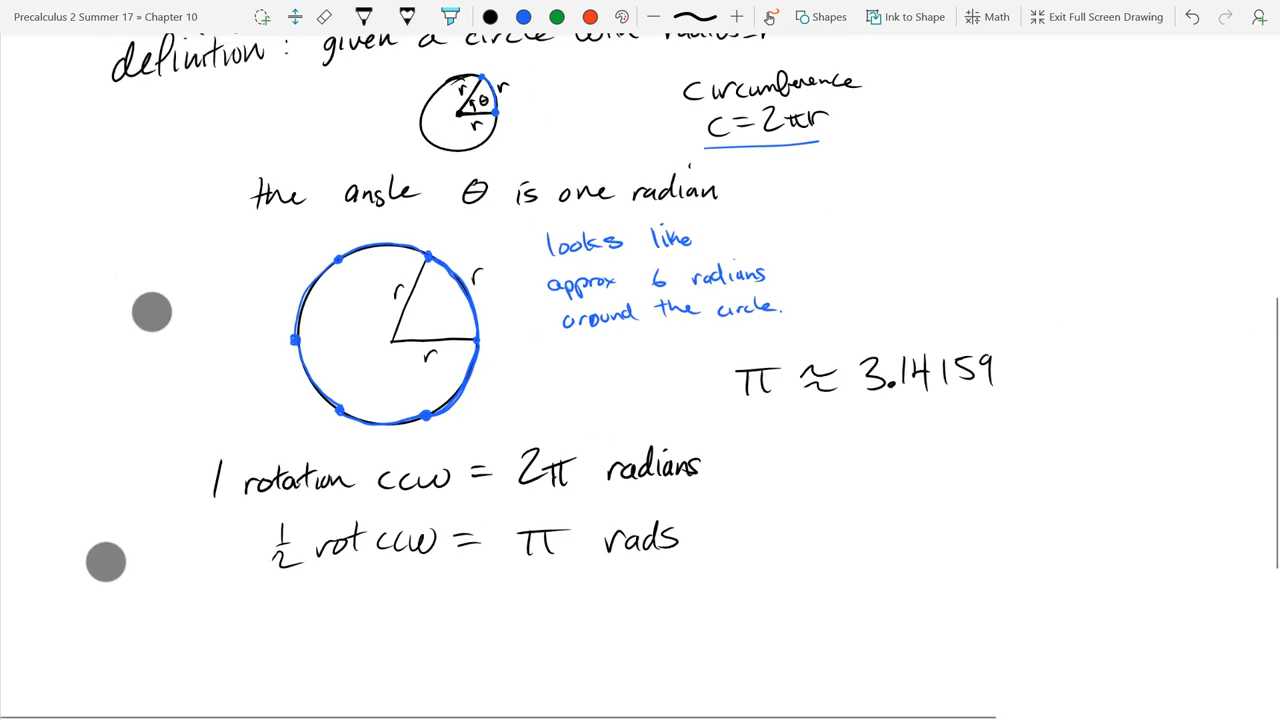 Precalculus 2 Summer 17 » Chapter 10
Shapes
Ink to Shape
Math
Exit Full Screen Drawing
definition: given a circle with radius=r
r
θ
r
r
circumference
c=2πr
the angle θ is one radian
r
r
r
looks like
approx 6 radians
around the circle.
π ≈ 3.14159
1 rotation ccw = 2π radians
1/2 rot ccw = π rads